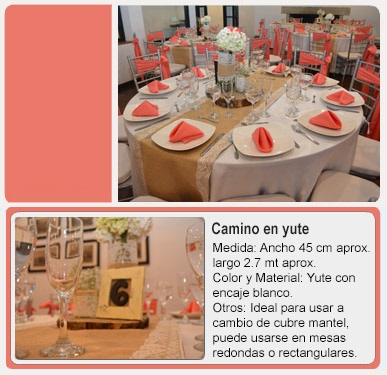 Camino en yute
Medida: Ancho 45 cm aprox.
largo 2.7 mt aprox.
Color y Material: Yute con
encaje blanco.
Otros: Ideal para usar a
cambio de cubre mantel,
puede usarse en mesas
redondas o rectangulares.
6